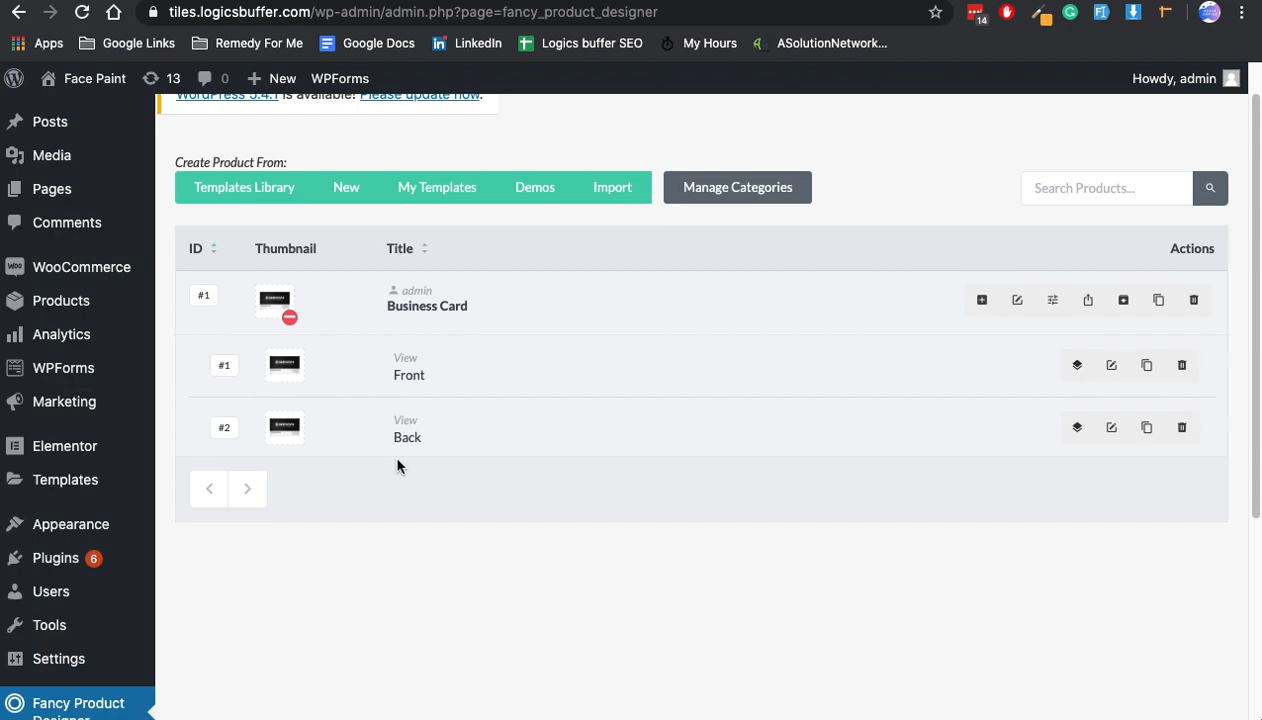 tiles.logicsbuffer.com/wp-admin/admin.php?page=fancy_product_designer
14
Apps Google Links Remedy For Me Google Docs LinkedIn Logics buffer SEO My Hours ASolutionNetwork...
Face Paint 13 0 New WPForms Howdy, admin
WordPress 5.4.1 is available! Please update now.
Posts
Media
Pages
Comments
WooCommerce
Products
Analytics
WPForms
Marketing
Elementor
Templates
Appearance
Plugins 6
Users
Tools
Settings
Fancy Product
Designer
Create Product From:
Templates Library New My Templates Demos Import Manage Categories Search Products...
ID Thumbnail Title Actions
#1 admin
Business Card
View
#1 Front
View
#2 Back